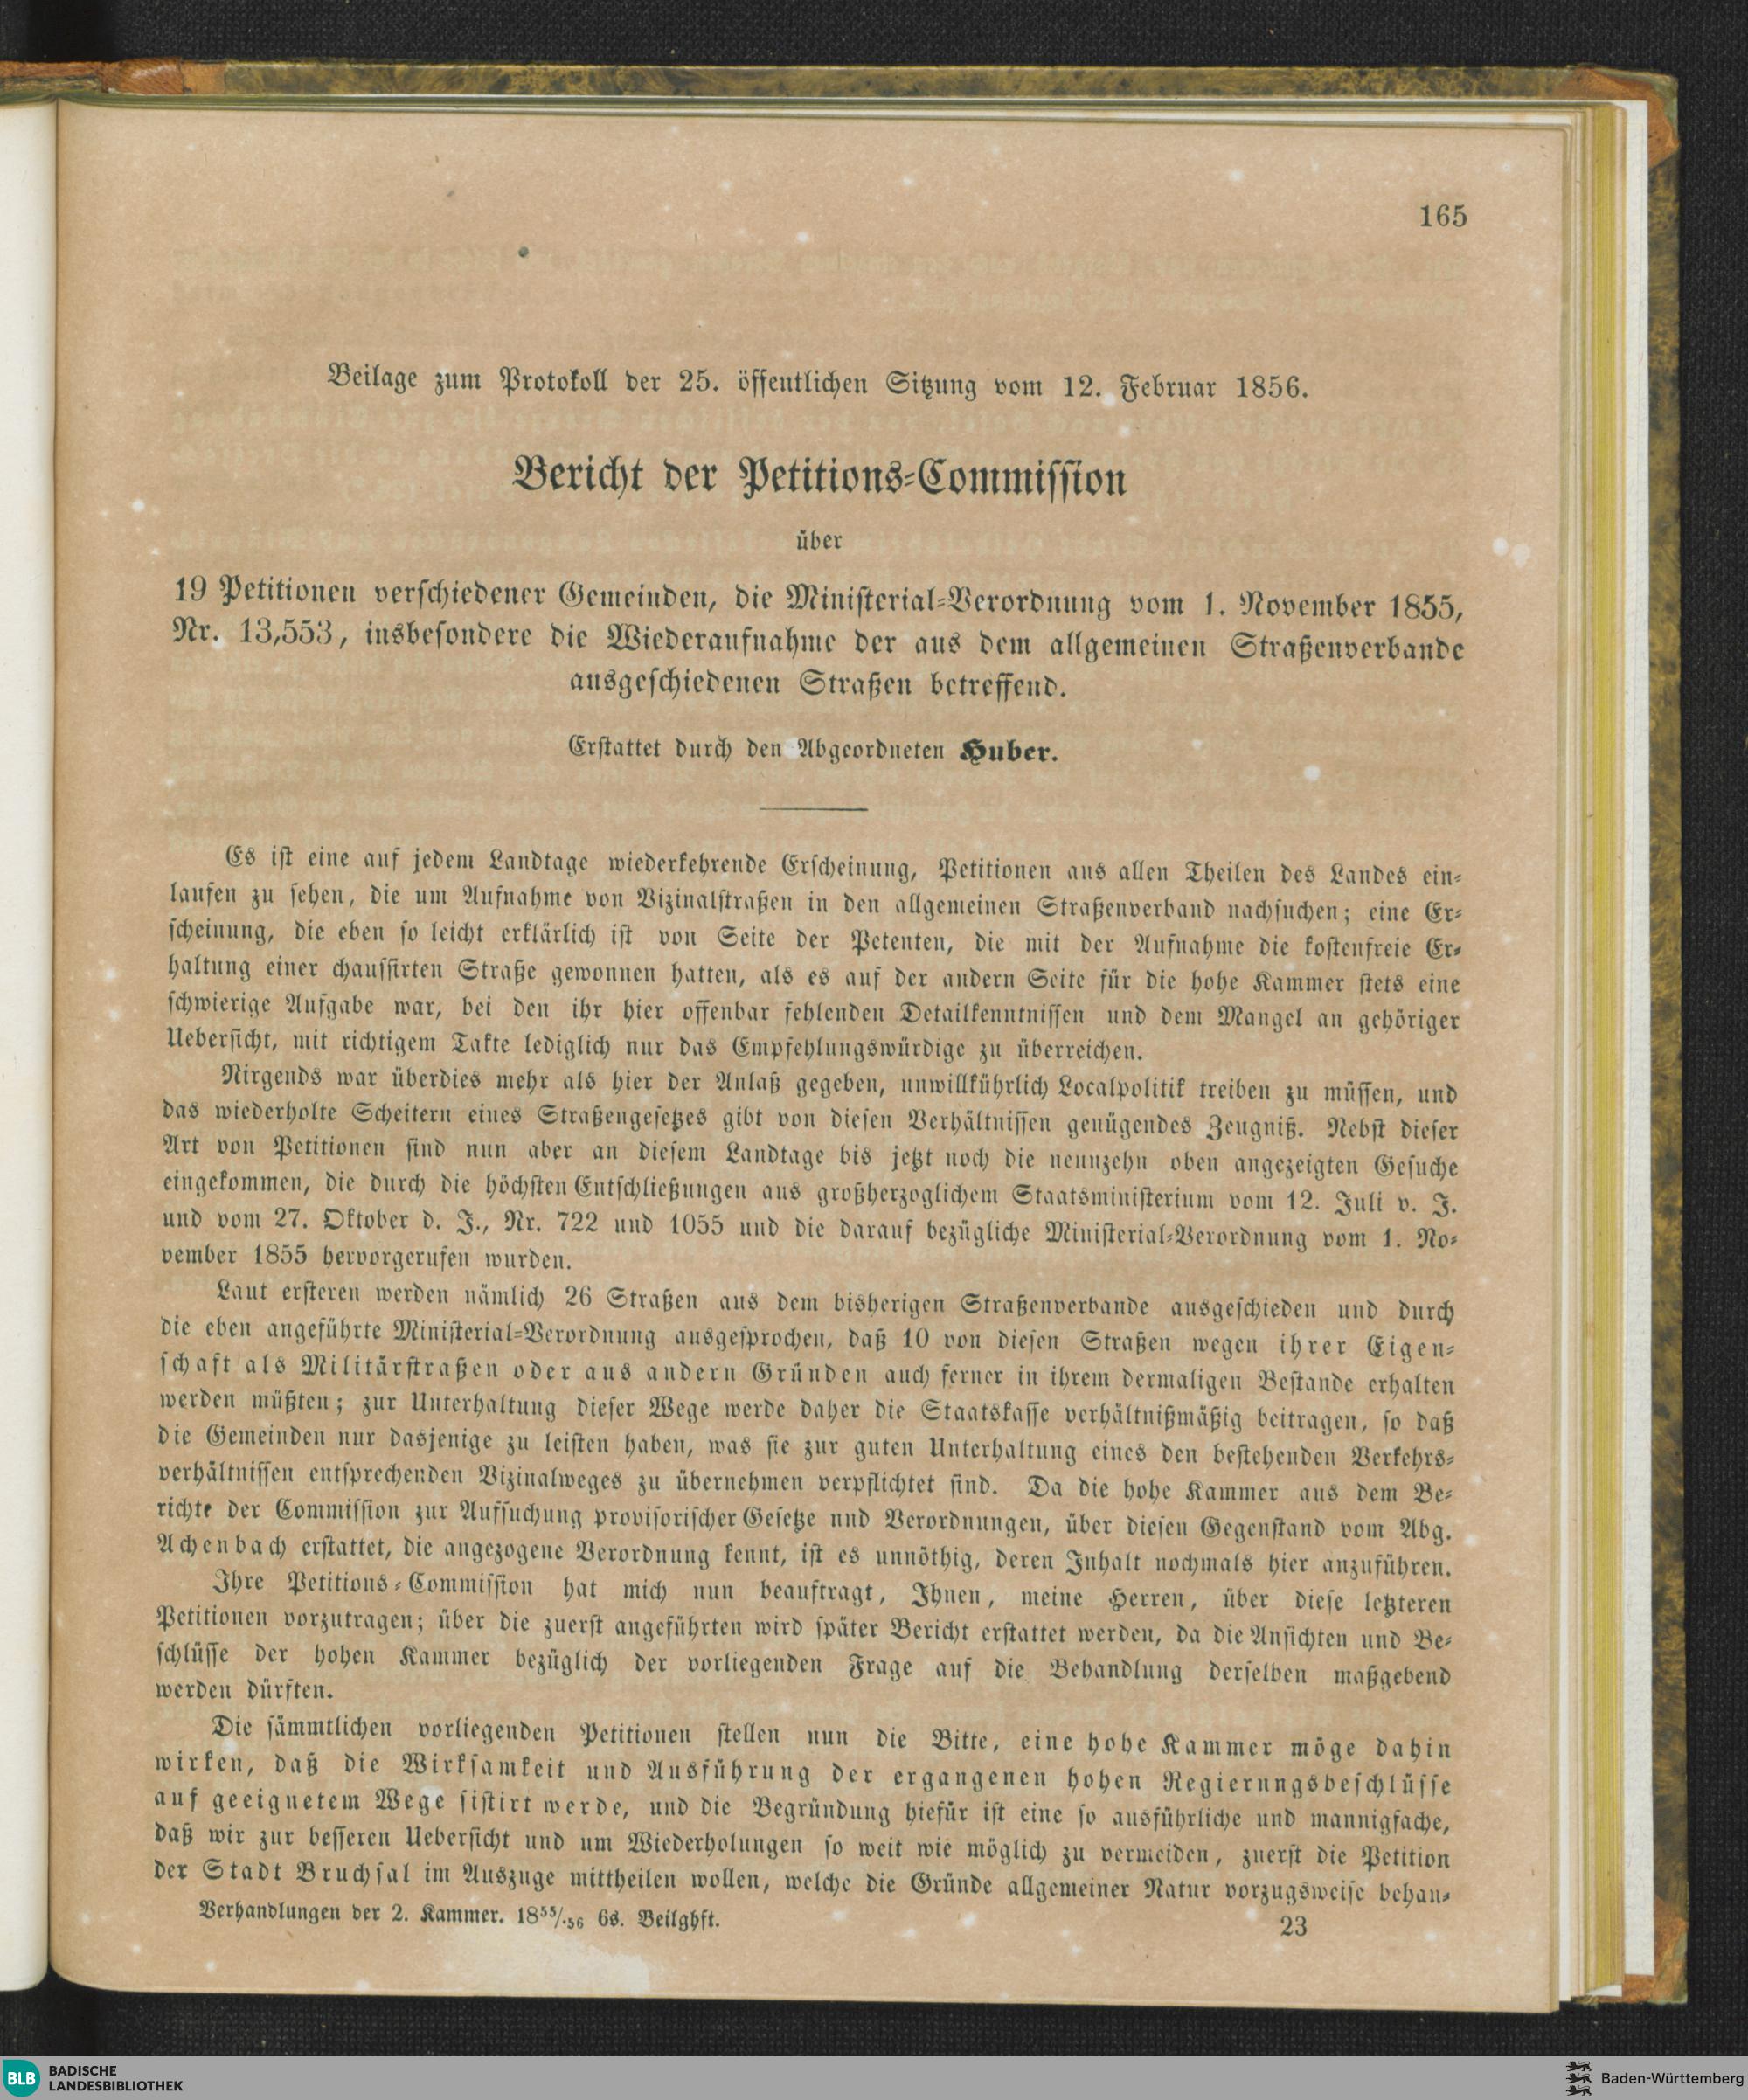 165
Beilage zum Protokoll der 25. öffentlichen Sitzung vom 12. Februar 1856.
Bericht der Petitions-Commission
über
19 Petitionen verschiedener Gemeinden, die Ministerial-Verordnung vom 1. November 1855,
Nr. 13,553, insbesondere die Wiederaufnahme der aus dem allgemeinen Straßenverbande
ausgeschiedenen Straßen betreffend.
Erstattet durch den Abgeordneten Huber.
Es ist eine auf jedem Landtage wiederkehrende Erscheinung, Petitionen aus allen Theilen des Landes ein-
laufen zu sehen, die um Aufnahme von Vizinalstraßen in den allgemeinen Straßenverband nachsuchen; eine Er-
scheinung, die eben so leicht erklärlich ist von Seite der Petenten, die mit der Aufnahme die kostenfreie Er-
haltung einer chaussirten Straße gewonnen hatten, als es auf der andern Seite für die hohe Kammer stets eine
schwierige Aufgabe war, bei den ihr hier offenbar fehlenden Detailkenntnissen und dem Mangel an gehöriger
Uebersicht, mit richtigem Takte lediglich nur das Empfehlungswürdige zu überreichen.
Nirgends war überdies mehr als hier der Anlaß gegeben, unwillkührlich Localpolitik treiben zu müssen, und
das wiederholte Scheitern eines Straßengesetzes gibt von diesen Verhältnissen genügendes Zeugniß. Nebst dieser
Art von Petitionen sind nun aber an diesem Landtage bis jetzt noch die neunzehn oben angezeigten Gesuche
eingekommen, die durch die höchsten Entschließungen aus großherzoglichem Staatsministerium vom 12. Juli v. J.
und vom 27. Oktober d. J., Nr. 722 und 1055 und die darauf bezügliche Ministerial-Verordnung vom 1. No-
vember 1855 hervorgerufen wurden.
Laut ersteren werden nämlich 26 Straßen aus dem bisherigen Straßenverbande ausgeschieden und durch
die eben angeführte Ministerial-Verordnung ausgesprochen, daß 10 von diesen Straßen wegen ihrer Eigen-
schaft als Militärstraßen oder aus andern Gründen auch ferner in ihrem dermaligen Bestande erhalten
werden müßten; zur Unterhaltung dieser Wege werde daher die Staatskasse verhältnißmäßig beitragen, so daß
die Gemeinden nur dasjenige zu leisten haben, was sie zur guten Unterhaltung eines den bestehenden Verkehrs-
verhältnissen entsprechenden Vizinalweges zu übernehmen verpflichtet sind. Da die hohe Kammer aus dem Be-
richte der Commission zur Aufsuchung provisorischer Gesetze und Verordnungen, über diesen Gegenstand vom Abg.
Achenbach erstattet, die angezogene Verordnung kennt, ist es unnöthig, deren Inhalt nochmals hier anzuführen.
Ihre Petitions-Commission hat mich nun beauftragt, Ihnen, meine Herren, über diese letzteren
Petitionen vorzutragen; über die zuerst angeführten wird später Bericht erstattet werden, da die Ansichten und Be-
schlüsse der hohen Kammer bezüglich der vorliegenden Frage auf die Behandlung derselben maßgebend
werden dürften.
Die sämmtlichen vorliegenden Petitionen stellen nun die Bitte, eine hohe Kammer möge dahin
wirken, daß die Wirksamkeit und Ausführung der ergangenen hohen Regierungsbeschlüsse
auf geeignetem Wege sistirt werde, und die Begründung hiefür ist eine so ausführliche und mannigfache,
daß wir zur besseren Uebersicht und um Wiederholungen so weit wie möglich zu vermeiden, zuerst die Petition
der Stadt Bruchsal im Auszuge mittheilen wollen, welche die Gründe allgemeiner Natur vorzugsweise behan-
Verhandlungen der 2. Kammer. 1855/56 6s. Beilghft.
23
BLB BADISCHE
LANDESBIBLIOTHEK
Baden-Württemberg